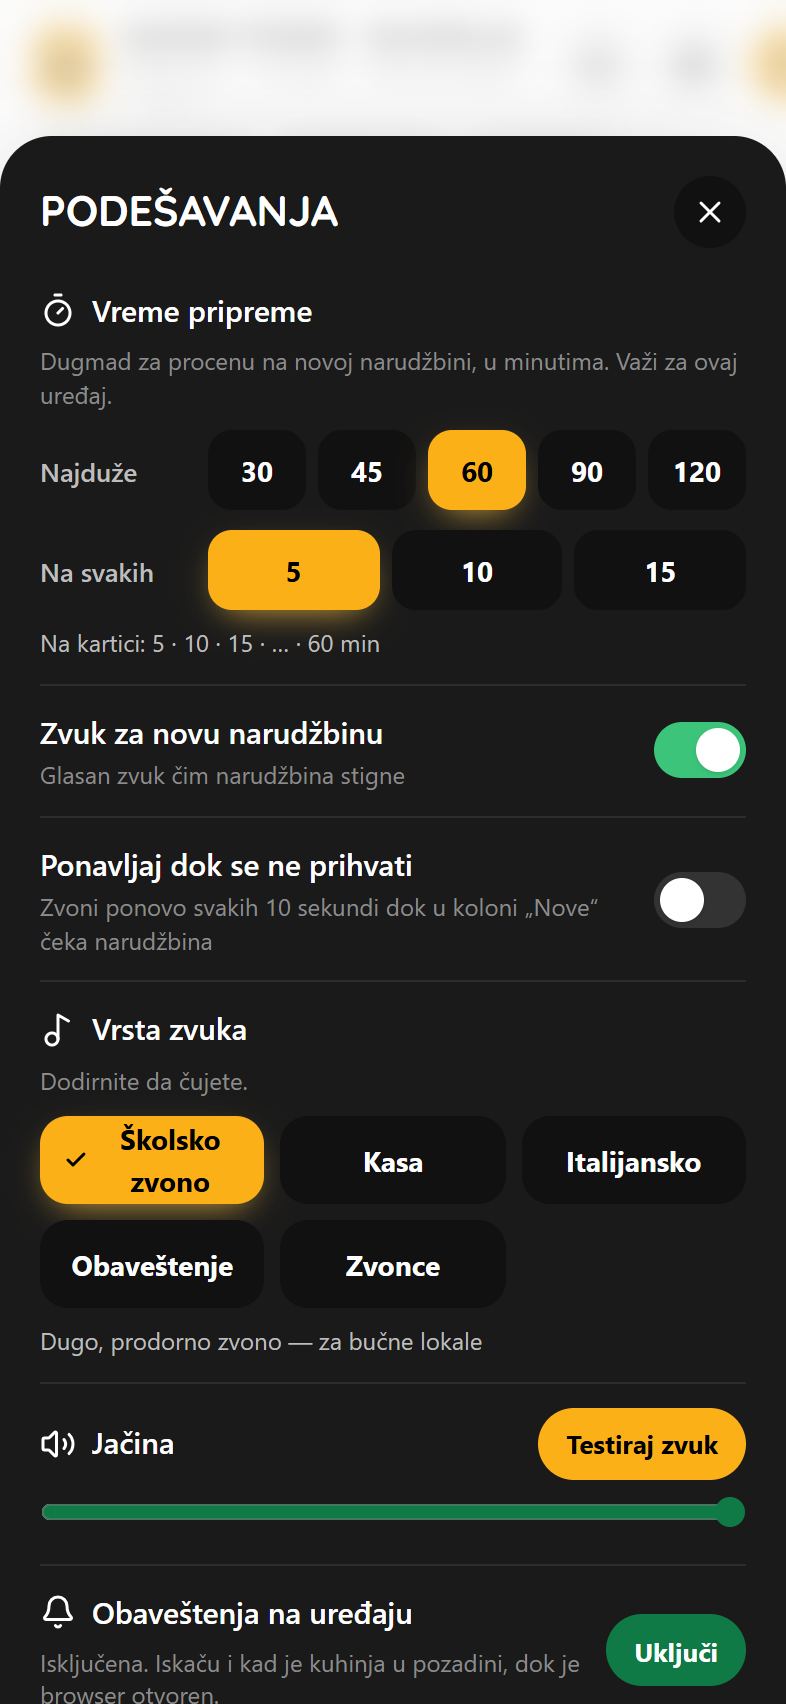 PODEŠAVANJA
Vreme pripreme
Dugmad za procenu na novoj narudžbini, u minutima. Važi za ovaj
uređaj.
Najduže 30 45 60 90 120
Na svakih 5 10 15
Na kartici: 5 · 10 · 15 · ... · 60 min
Zvuk za novu narudžbinu
Glasan zvuk čim narudžbina stigne
Ponavljaj dok se ne prihvati
Zvoni ponovo svakih 10 sekundi dok u koloni „Nove“
čeka narudžbina
Vrsta zvuka
Dodirnite da čujete.
Školsko
zvono
Kasa
Italijansko
Obaveštenje
Zvonce
Dugo, prodorno zvono — za bučne lokale
Jačina
Testiraj zvuk
Obaveštenja na uređaju
Isključena. Iskaču i kad je kuhinja u pozadini, dok je
browser otvoren.
Uključi